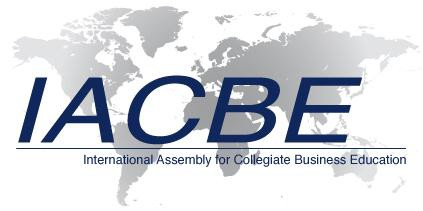 IACBE
International Assembly for Collegiate Business Education